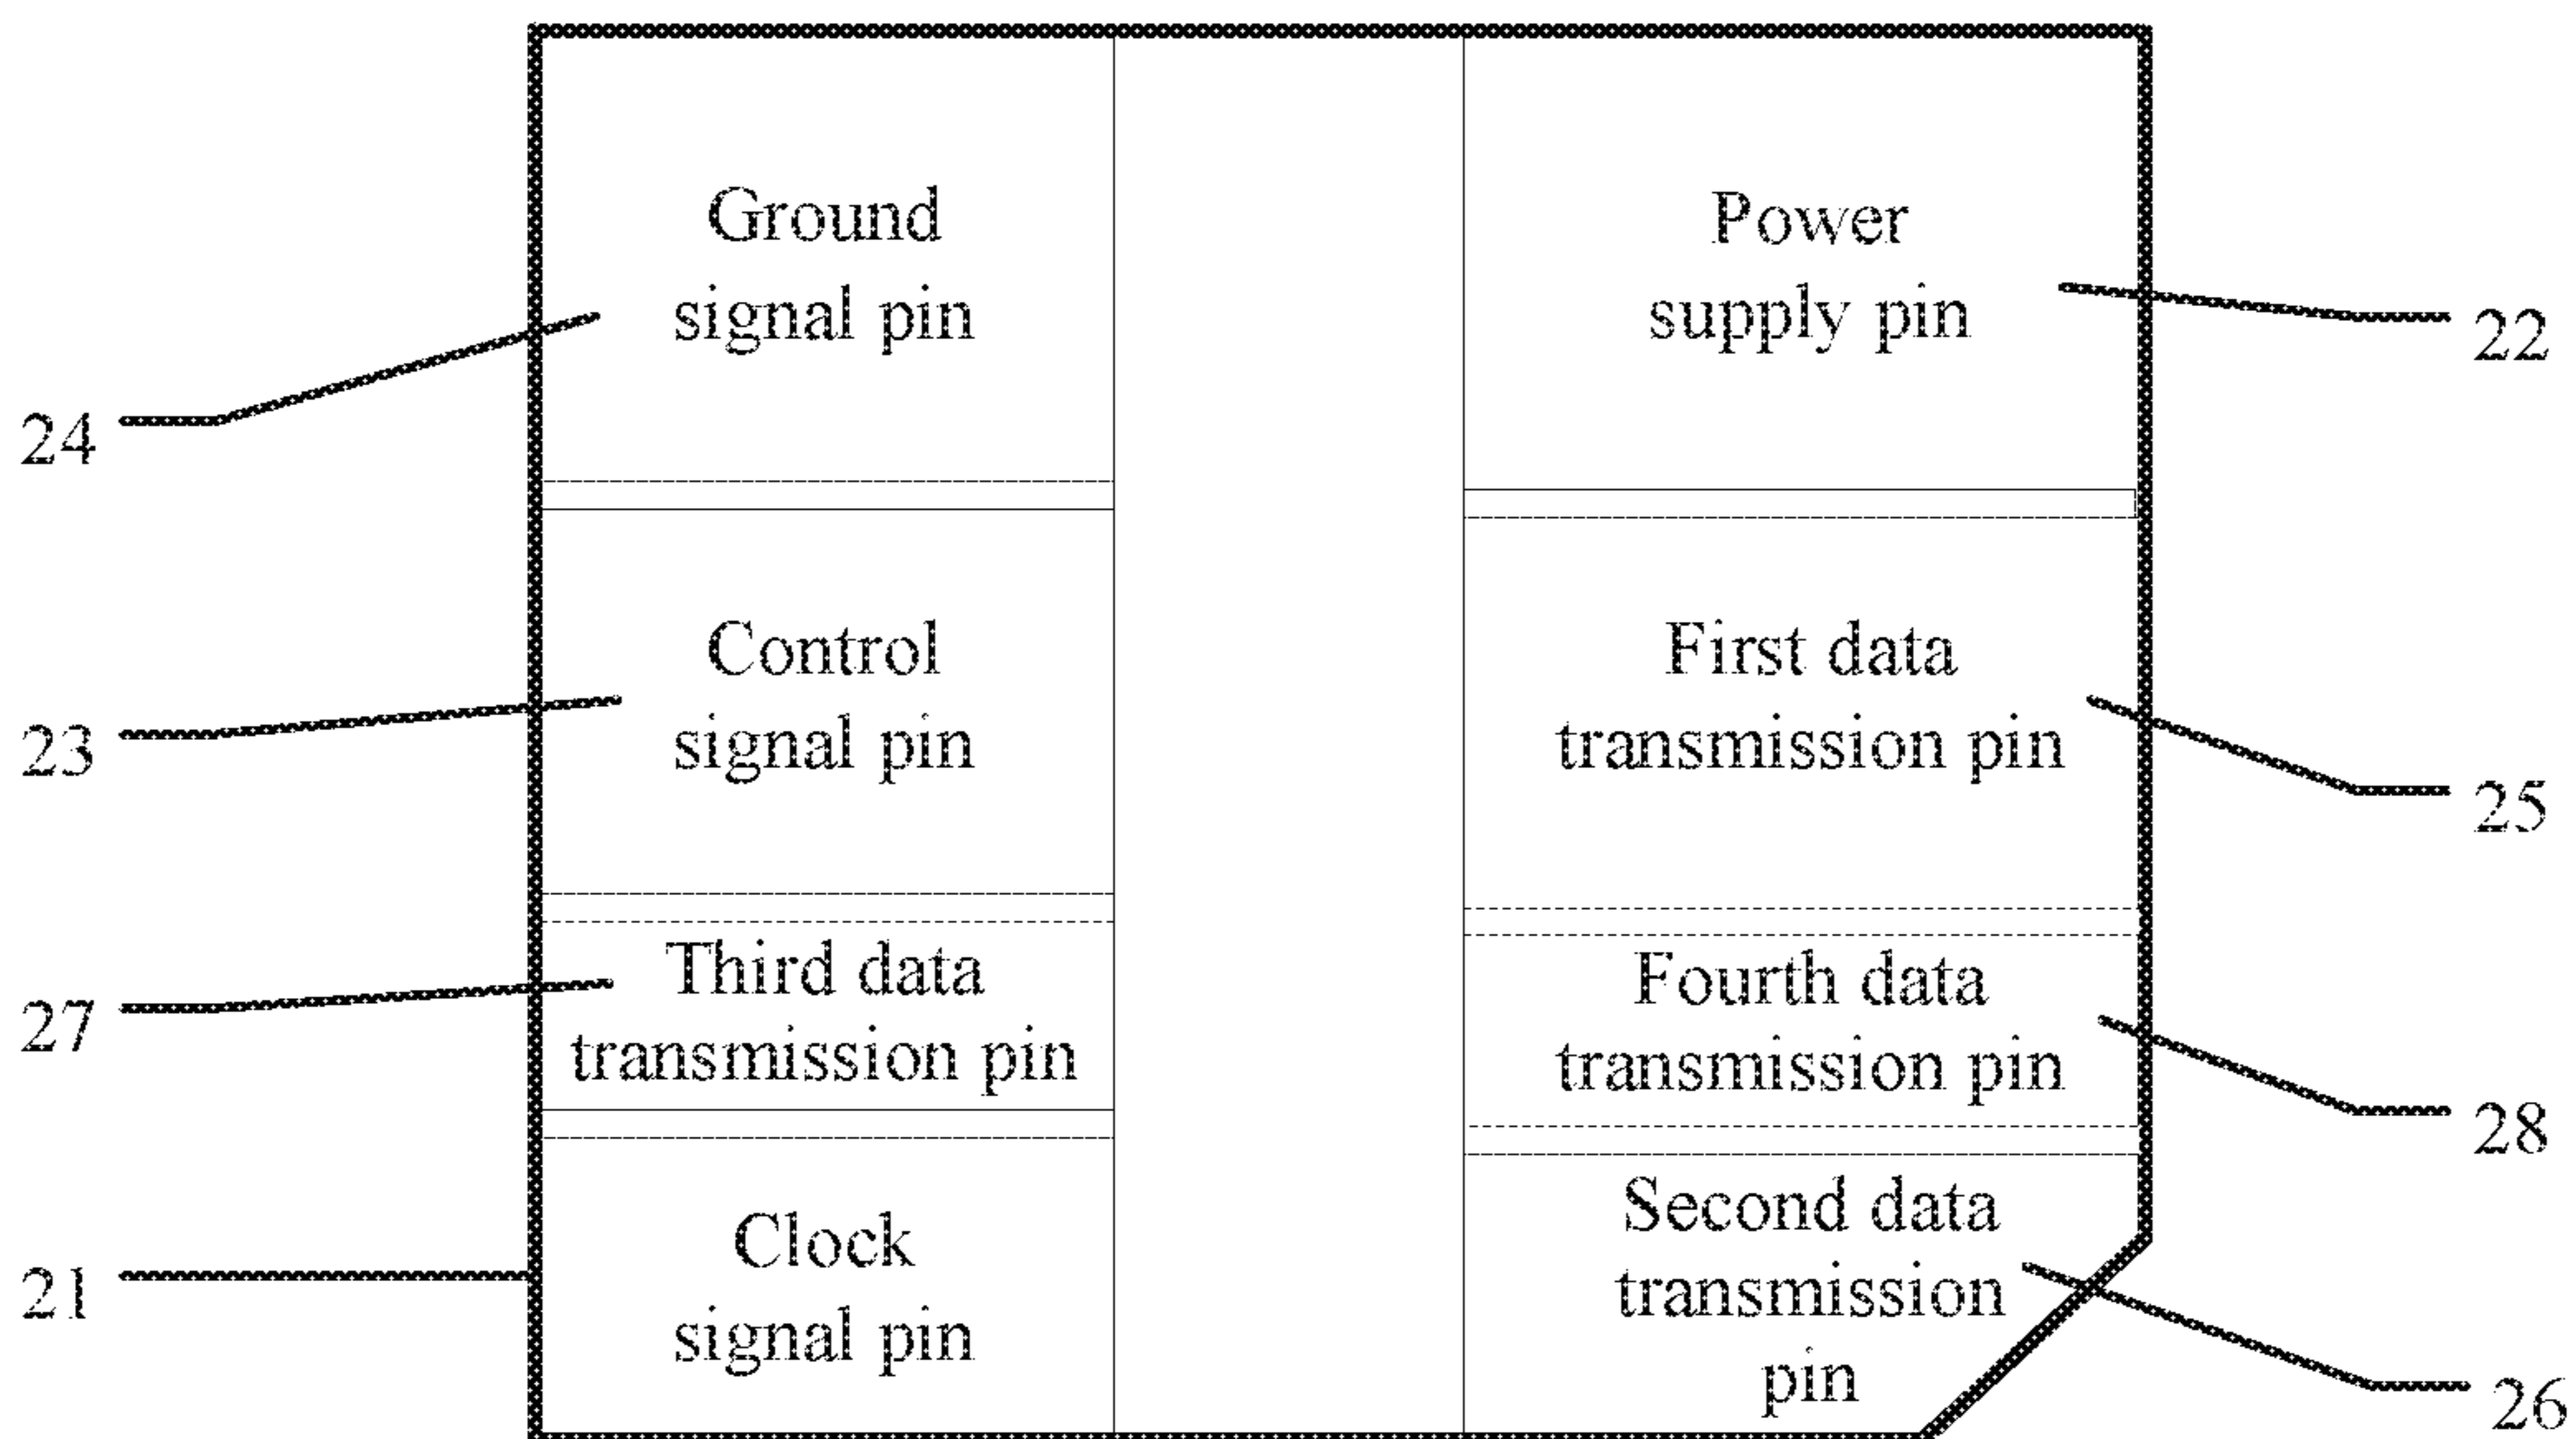 Ground
signal pin
24
Control
signal pin
23
Third data
transmission pin
27
Clock
signal pin
21
Power
supply pin
22
First data
transmission pin
25
Fourth data
transmission pin
28
Second data
transmission
pin
26